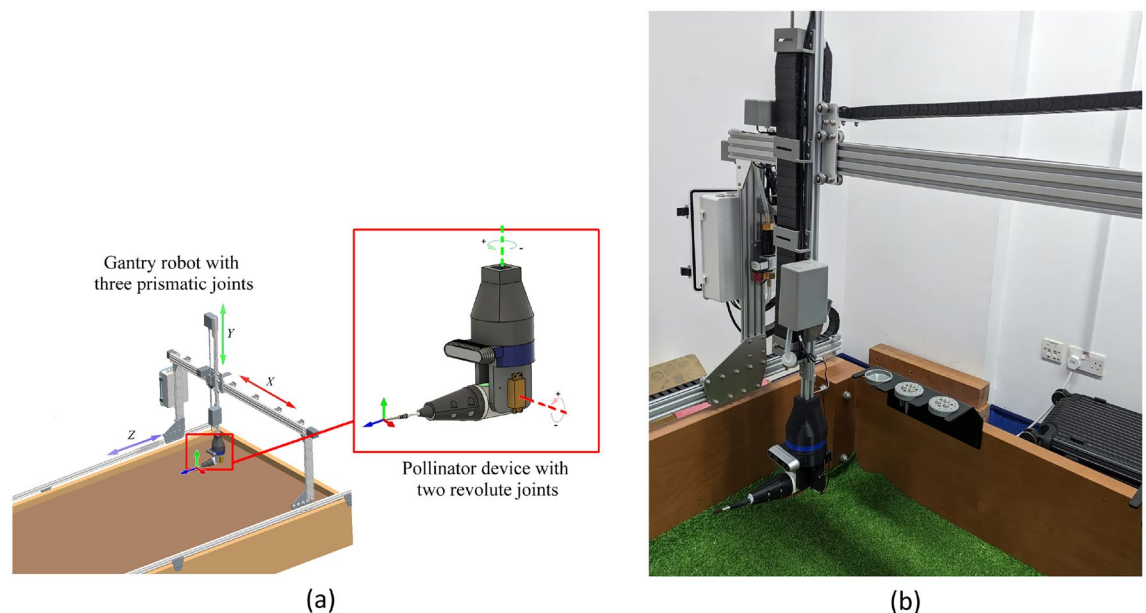 Gantry robot with
three prismatic joints
Y
X
Z
+
-
+
-
Pollinator device with
two revolute joints
(a)
(b)